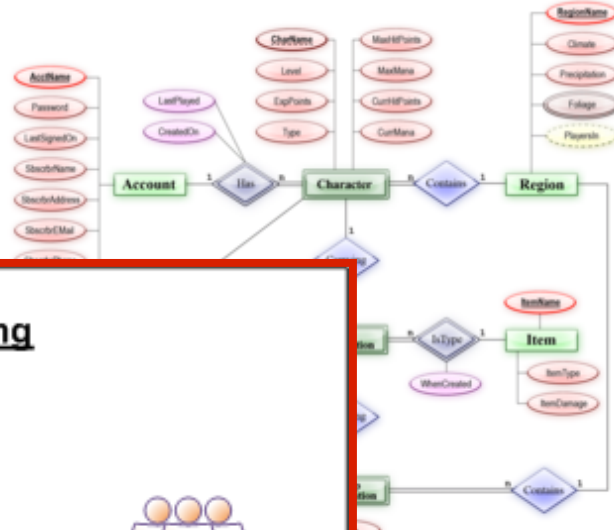 RegionName
CharName
MaxHitPoints
Climate
AcctName
Level
MaxMana
Precipitation
Password
LastPlayed
ExpPoints
CurrHitPoints
Foliage
LastSignedOn
CreatedOn
Type
CurrMana
PlayersIn
SbscrbrName
Account
1
Has
n
Character
n
Contains
1
Region
SbscrbrAddress
SbscrbrEMail
1
ItemName
ng
tion
n
IsType
1
Item
WhenCreated
ItemType
ItemDamage
tion
n
Contains
1